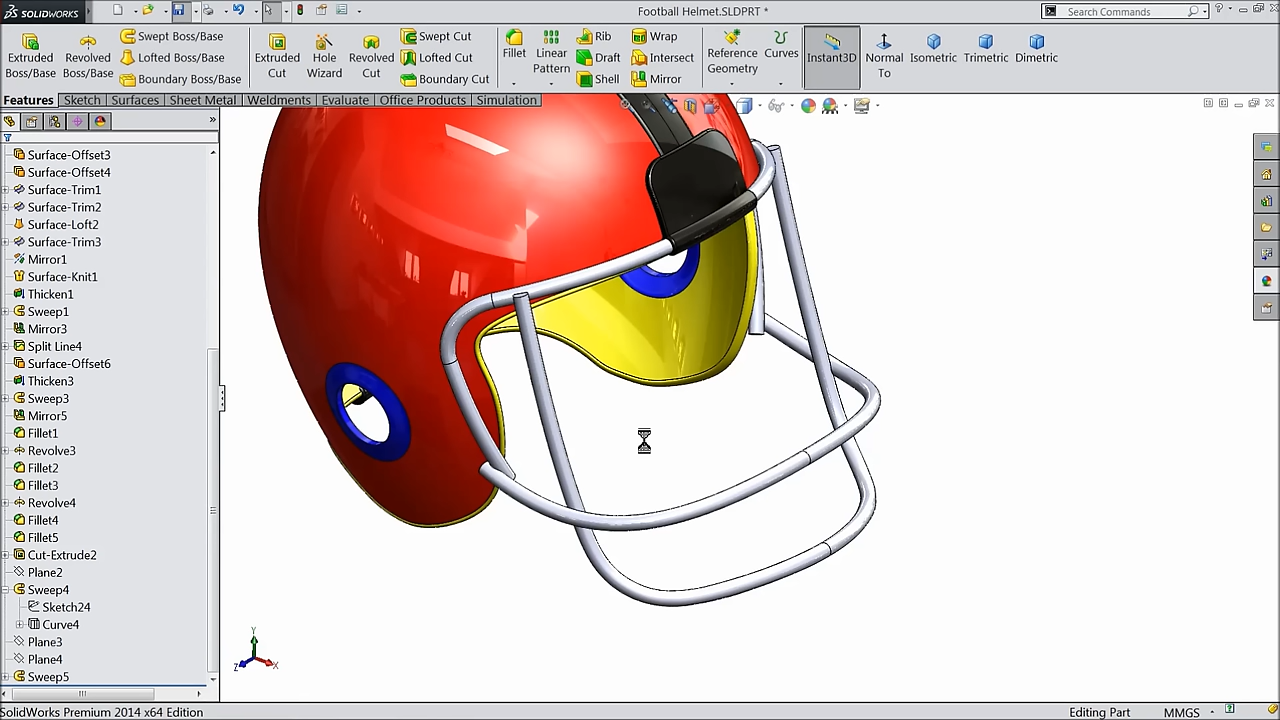 SOLIDWORKS
Football Helmet.SLDPRT *
Search Commands
Extruded Boss/Base
Revolved Boss/Base
Swept Boss/Base
Lofted Boss/Base
Boundary Boss/Base
Extruded Cut
Hole Wizard
Revolved Cut
Swept Cut
Lofted Cut
Boundary Cut
Fillet
Linear Pattern
Rib
Draft
Shell
Wrap
Intersect
Mirror
Reference Geometry
Curves
Instant3D
Normal To
Isometric
Trimetric
Dimetric
Features
Sketch
Surfaces
Sheet Metal
Weldments
Evaluate
Office Products
Simulation
Surface-Offset3
Surface-Offset4
Surface-Trim1
Surface-Trim2
Surface-Loft2
Surface-Trim3
Mirror1
Surface-Knit1
Thicken1
Sweep1
Mirror3
Split Line4
Surface-Offset6
Thicken3
Sweep3
Mirror5
Fillet1
Revolve3
Fillet2
Fillet3
Revolve4
Fillet4
Fillet5
Cut-Extrude2
Plane2
Sweep4
Sketch24
Curve4
Plane3
Plane4
Sweep5
Y
Z
X
SolidWorks Premium 2014 x64 Edition
Editing Part
MMGS